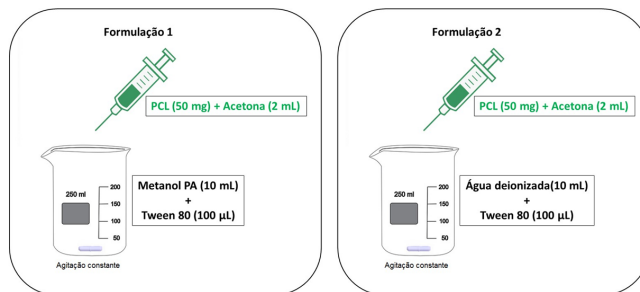 Formulação 1
PCL (50 mg) + Acetona (2 mL)
250 ml
200
150
100
50
Metanol PA (10 mL)
+
Tween 80 (100 µL)
Agitação constante
Formulação 2
PCL (50 mg) + Acetona (2 mL)
250 ml
200
150
100
50
Água deionizada(10 mL)
+
Tween 80 (100 µL)
Agitação constante